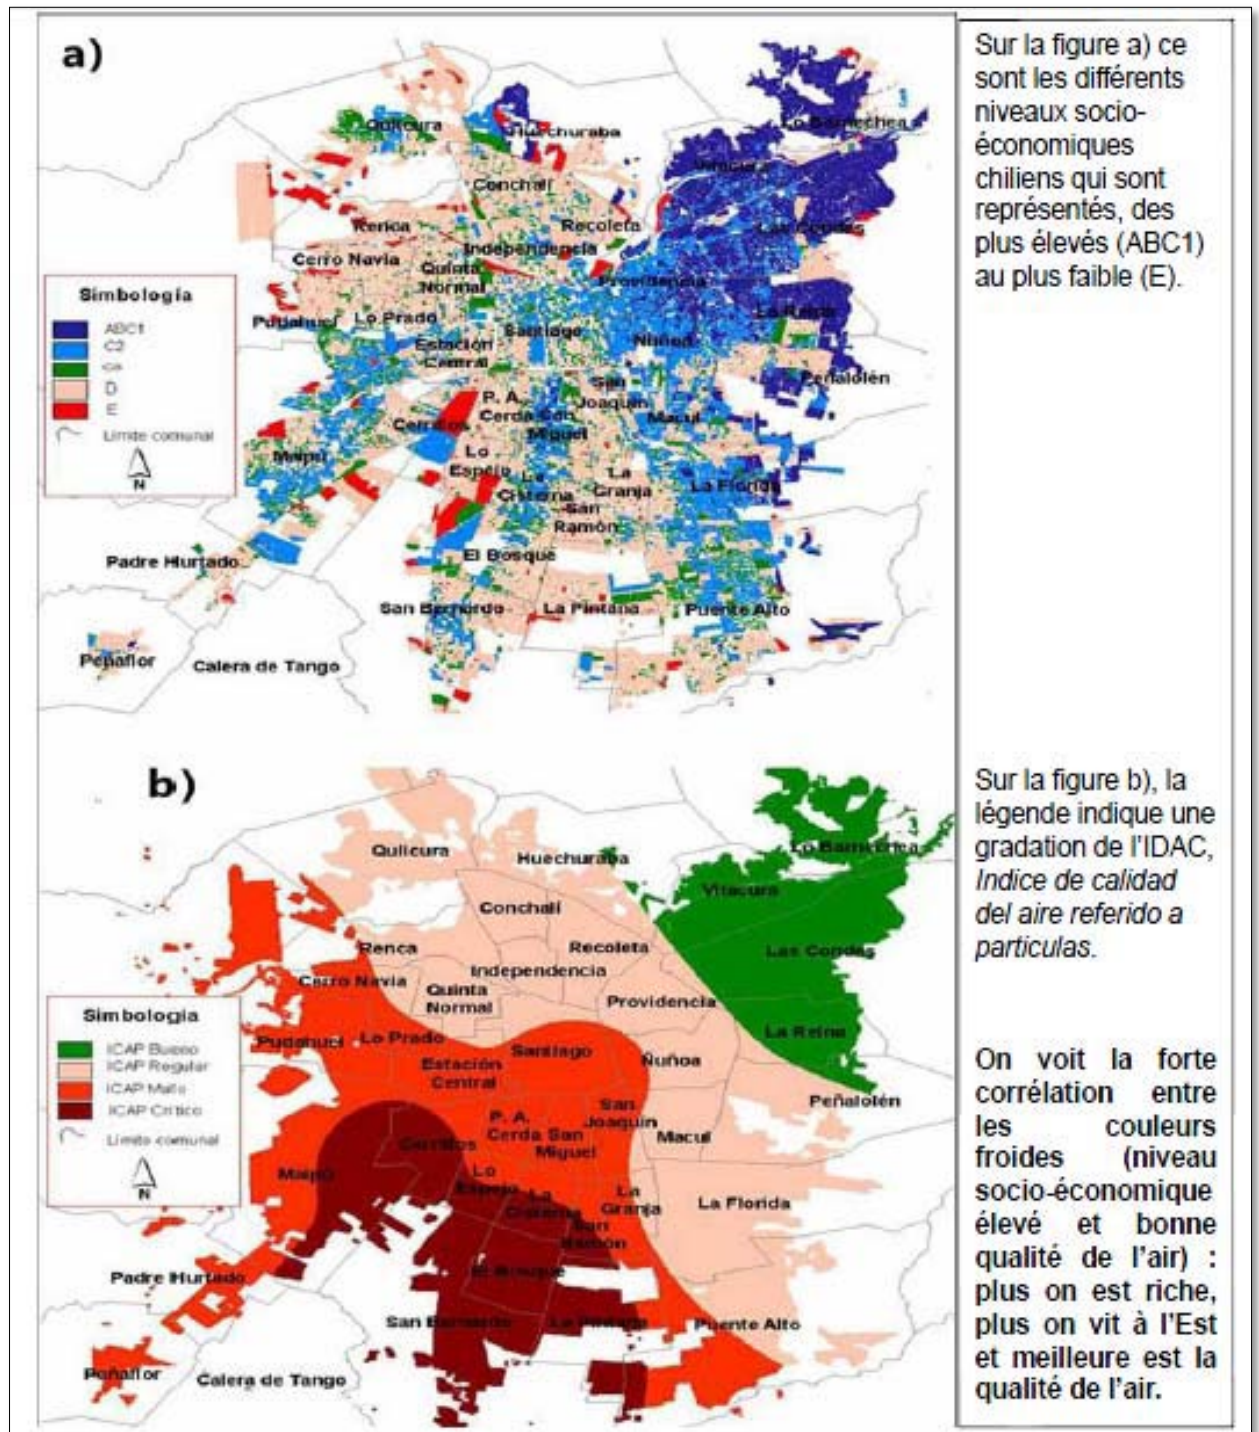 a)
Sur la figure a) ce
sont les différents
niveaux socio-
économiques
chiliens qui sont
représentés, des
plus élevés (ABC1)
au plus faible (E).
Quilicura
Huechuraba
Lo Barnechea
Vitacura
Conchalí
Renca
Recoleta
Las Condes
Independencia
Cerro Navia
Quinta
Normal
Providencia
Simbología
ABC1
C2
D
E
Límite comunal
N
Pudahuel
Lo Prado
Santiago
La Reina
Estación
Central
Ñuñoa
Peñalolén
San
Joaquín
P. A.
Cerda San
Miguel
Macul
Cerrillos
Maipú
Lo
Espejo
La
Cisterna
La
Granja
La Florida
San
Ramón
El Bosque
Padre Hurtado
San Bernardo
La Pintana
Puente Alto
Peñaflor
Calera de Tango
b)
Sur la figure b), la
légende indique une
gradation de l'IDAC,
Indice de calidad
del aire referido a
particulas.
Quilicura
Huechuraba
Vitacura
Conchalí
Renca
Recoleta
Las Condes
Independencia
Cerro Navia
Quinta
Normal
Providencia
Simbología
ICAP Bueno
ICAP Regular
ICAP Malo
ICAP Crítico
Límite comunal
N
Pudahuel
Lo Prado
Santiago
La Reina
Estación
Central
Ñuñoa
Peñalolén
P. A.
Cerda San
Miguel
San
Joaquín
Macul
Cerrillos
Maipú
Lo
Espejo
La
Cisterna
La
Granja
La Florida
San
Ramón
El Bosque
Padre Hurtado
San Bernardo
La Pintana
Puente Alto
Peñaflor
Calera de Tango
On voit la forte
corrélation entre
les couleurs
froides (niveau
socio-économique
élevé et bonne
qualité de l'air) :
plus on est riche,
plus on vit à l'Est
et meilleure est la
qualité de l'air.